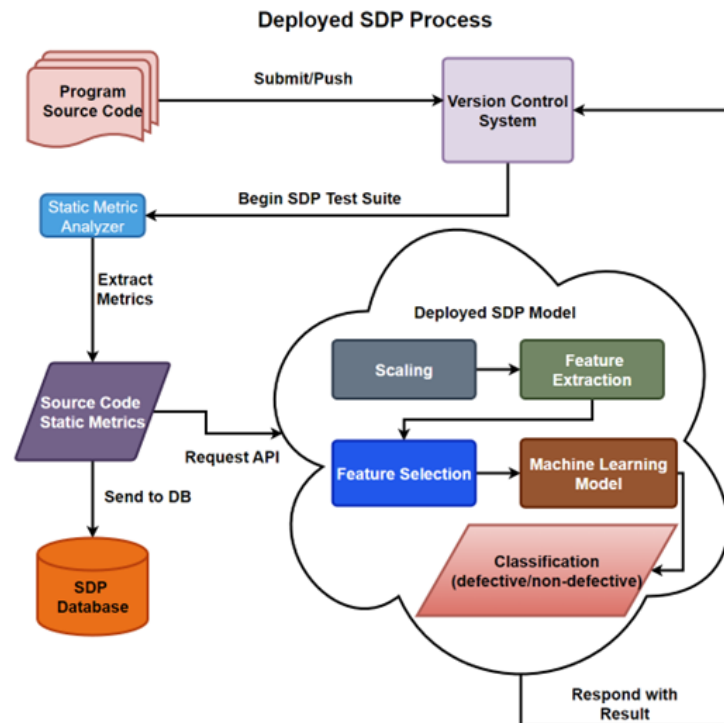 Deployed SDP Process
Program
Source Code
Submit/Push
Version Control
System
Begin SDP Test Suite
Static Metric
Analyzer
Extract
Metrics
Deployed SDP Model
Scaling
Feature
Extraction
Source Code
Static Metrics
Request API
Feature Selection
Machine Learning
Model
Send to DB
Classification
(defective/non-defective)
SDP
Database
Respond with
Result